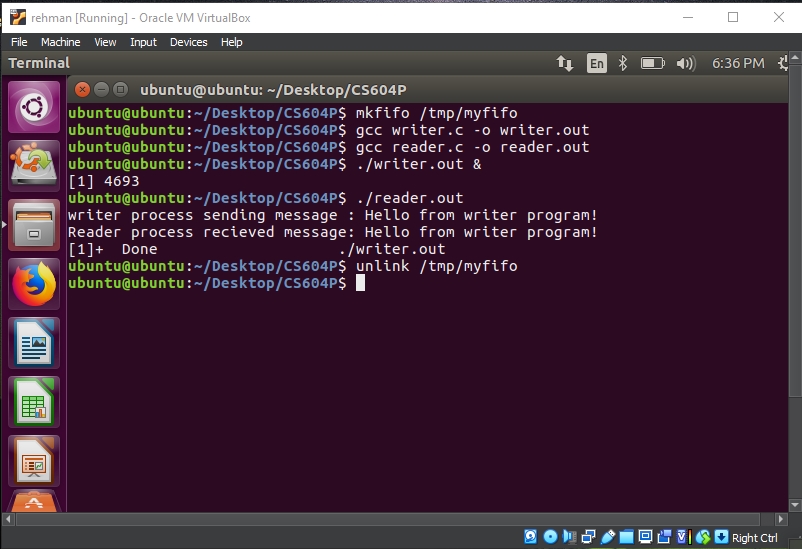 rehman [Running] - Oracle VM VirtualBox
File Machine View Input Devices Help
Terminal En 6:36 PM
ubuntu@ubuntu: ~/Desktop/CS604P
ubuntu@ubuntu:~/Desktop/CS604P$ mkfifo /tmp/myfifo
ubuntu@ubuntu:~/Desktop/CS604P$ gcc writer.c -o writer.out
ubuntu@ubuntu:~/Desktop/CS604P$ gcc reader.c -o reader.out
ubuntu@ubuntu:~/Desktop/CS604P$ ./writer.out &
[1] 4693
ubuntu@ubuntu:~/Desktop/CS604P$ ./reader.out
writer process sending message : Hello from writer program!
Reader process recieved message: Hello from writer program!
[1]+  Done                    ./writer.out
ubuntu@ubuntu:~/Desktop/CS604P$ unlink /tmp/myfifo
ubuntu@ubuntu:~/Desktop/CS604P$
Right Ctrl